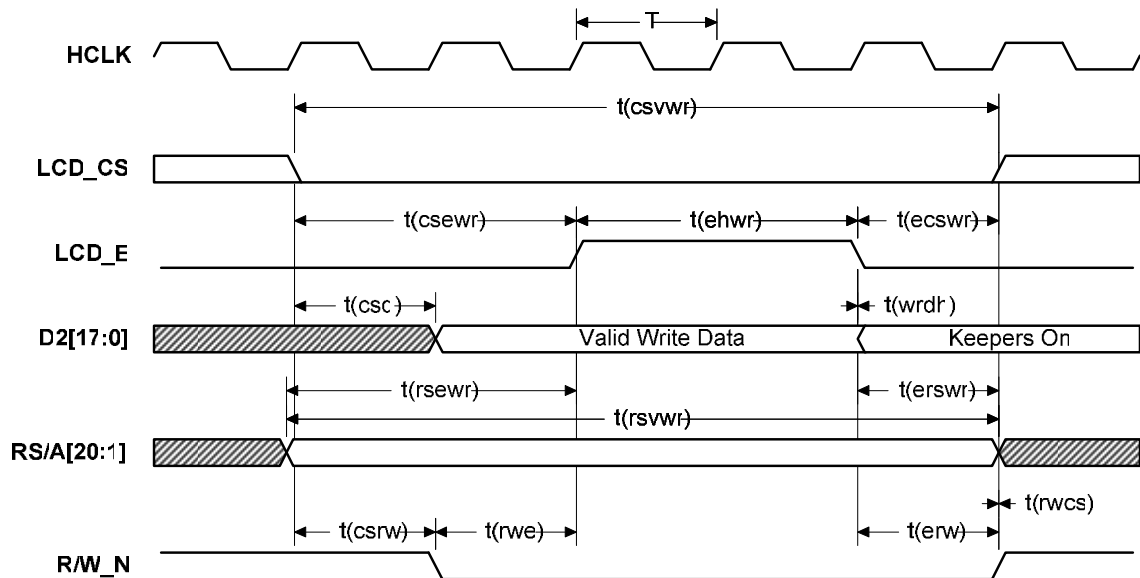 T
HCLK
t(csvwr)
LCD_CS
t(csewr) t(ehwr) t(ecswr)
LCD_E
t(csd) t(wrdh)
D2[17:0] Valid Write Data Keepers On
t(rsewr) t(erswr)
t(rsvwr)
RS/A[20:1]
t(rwcs)
t(csrw) t(rwe) t(erw)
R/W_N